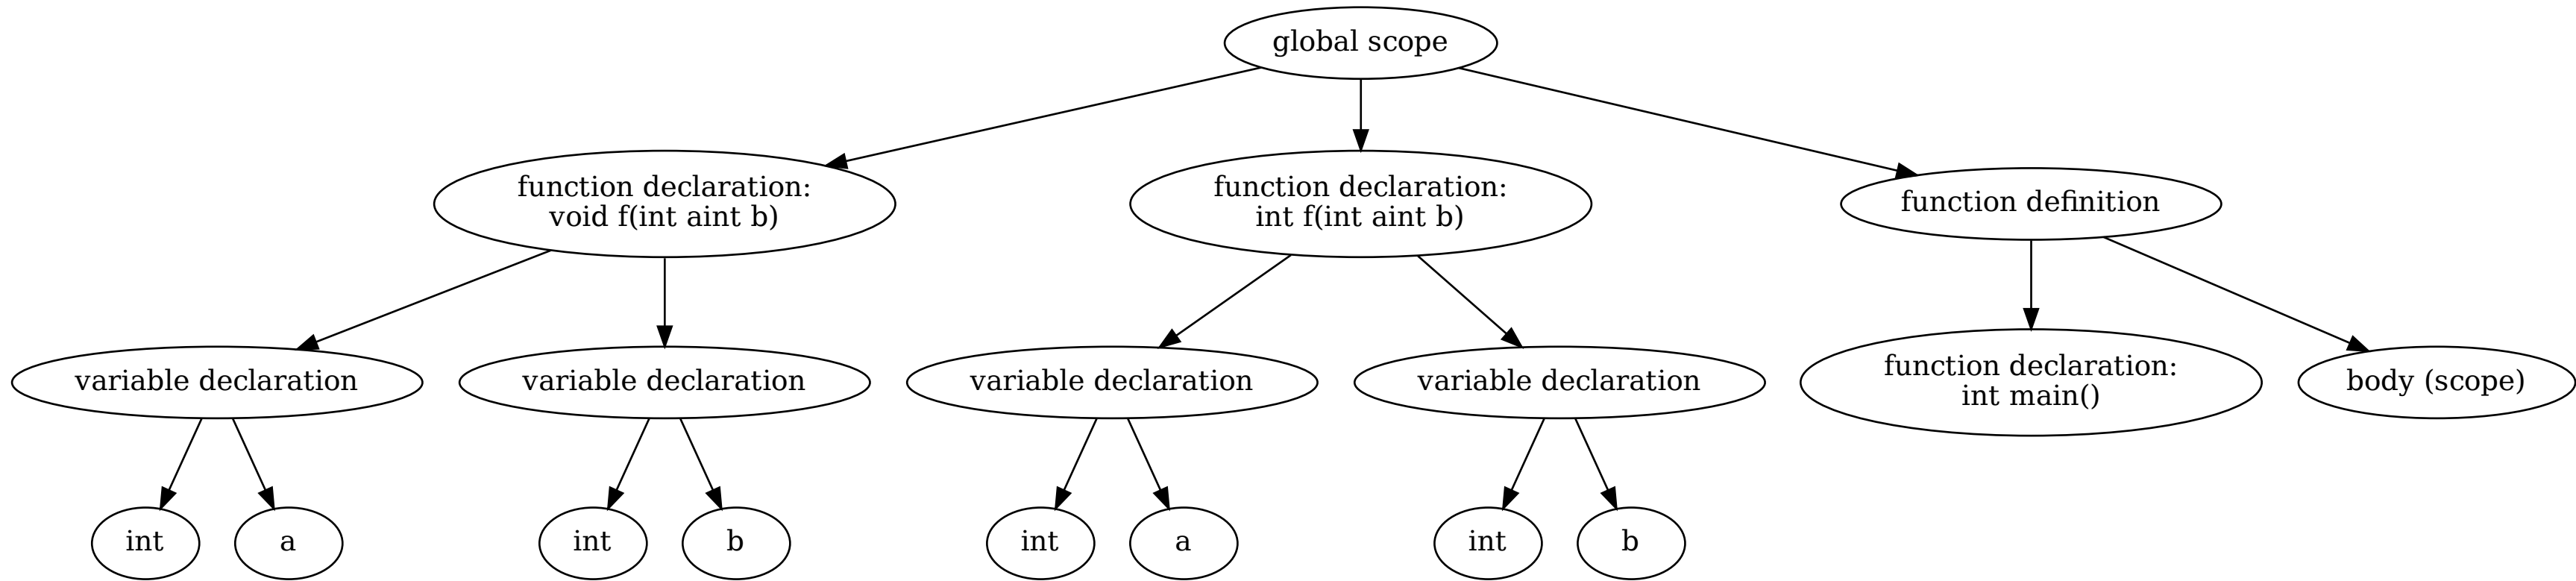 global scope
function declaration:
void f(int aint b)
function declaration:
int f(int aint b)
function definition
variable declaration
variable declaration
variable declaration
variable declaration
function declaration:
int main()
body (scope)
int
a
int
b
int
a
int
b